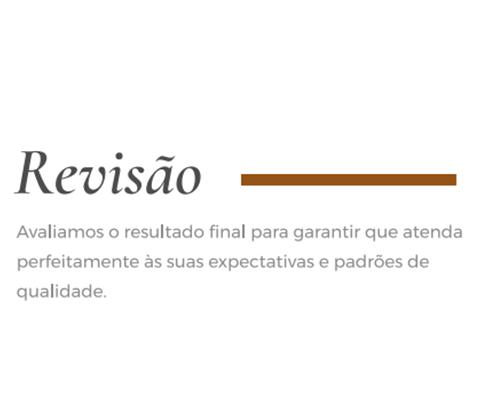 Revisão
Avaliamos o resultado final para garantir que atenda
perfeitamente às suas expectativas e padrões de
qualidade.